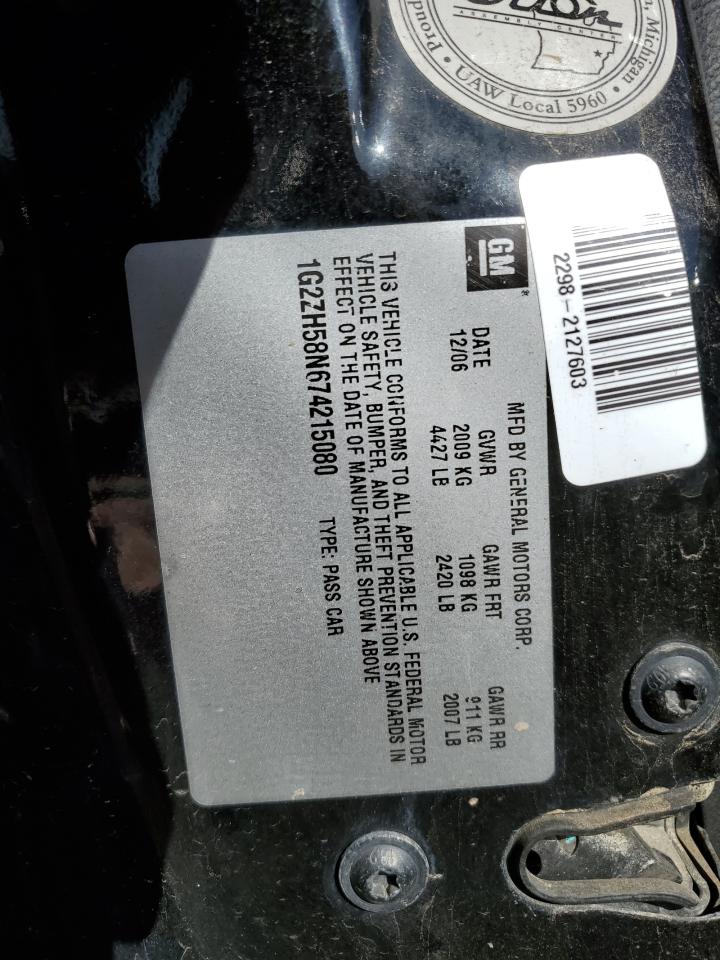 ASSEMBLY CENTER
n, Michigan • UAW Local 5960 • Proud
2298-2127603
GM
MFD BY GENERAL MOTORS CORP.
DATE GVWR GAWR FRT GAWR RR
12/06 2009 KG 1098 KG 911 KG
4427 LB 2420 LB 2007 LB
THIS VEHICLE CONFORMS TO ALL APPLICABLE U.S. FEDERAL MOTOR
VEHICLE SAFETY, BUMPER, AND THEFT PREVENTION STANDARDS IN
EFFECT ON THE DATE OF MANUFACTURE SHOWN ABOVE
1G2ZH58N674215080 TYPE: PASS CAR